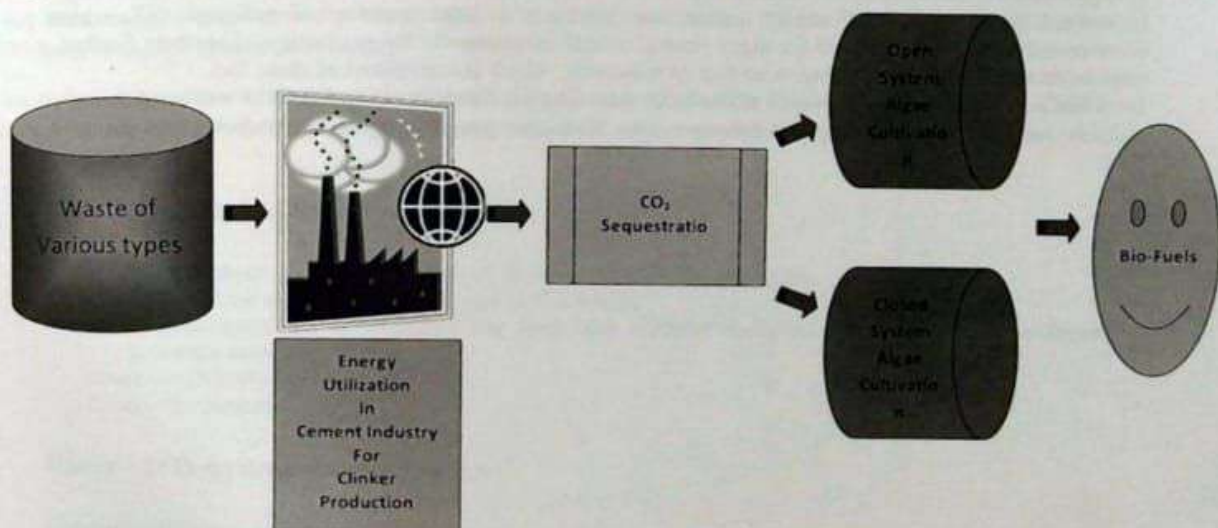 Waste of
Various types
Energy
Utilization
In
Cement Industry
For
Clinker
Production
CO₂
Sequestratio
Open
System
Algae
Cultivatio
n
Closed
System
Algae
Cultivatio
n
Bio-Fuels